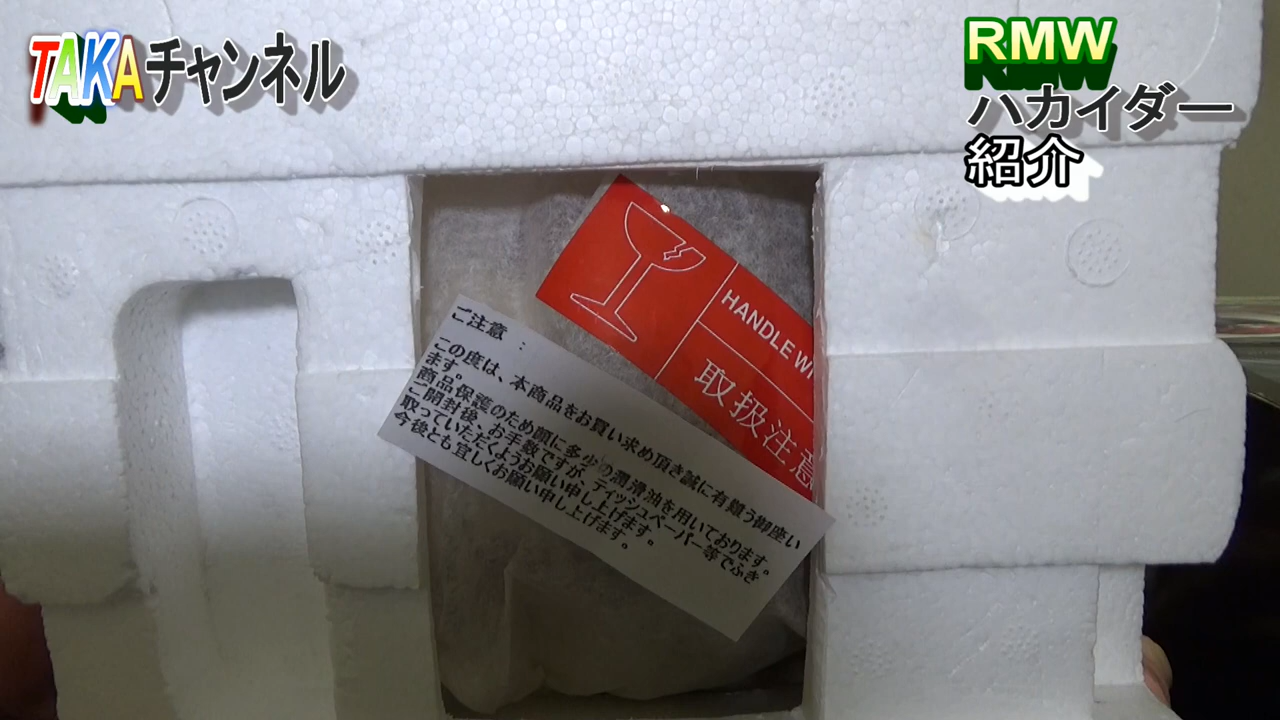 TAKAチャンネル
RMW
ハカイダー
紹介
HANDLE WI
取扱注意
ご注意：
この度は、本商品をお買い求め頂き誠に有難う御座い
ます。
商品保護のため顔に多少の潤滑油を用いております。
ご開封後、お手数ですが、ティッシュペーパー等でふき
取っていただくようお願い申し上げます。
今後とも宜しくお願い申し上げます。